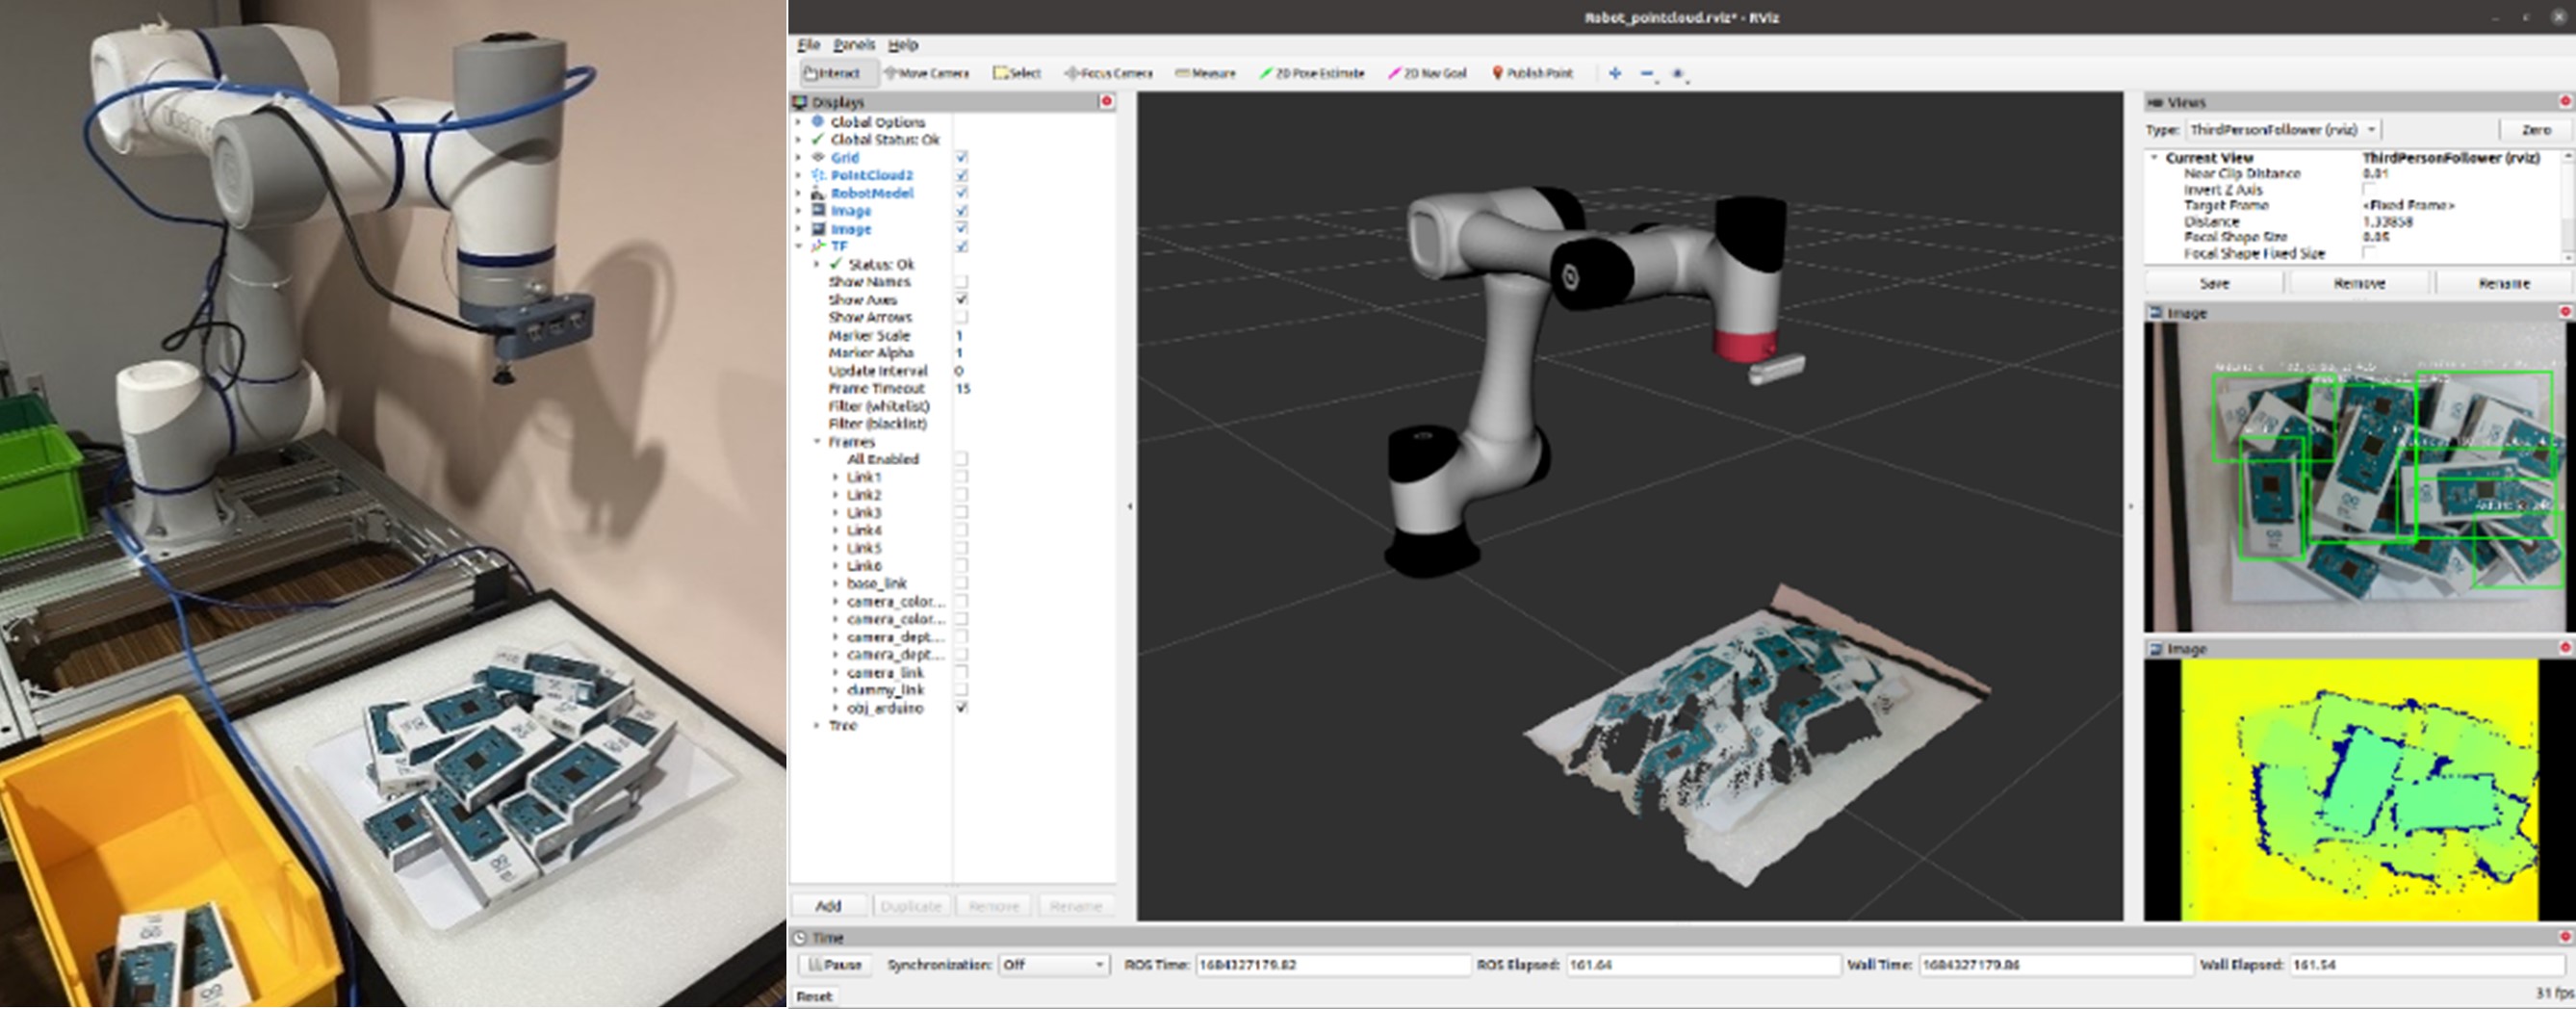 Robot_pointcloud.rviz* - RViz
File Panels Help
Interact Move Camera Select Focus Camera Measure 2D Pose Estimate 2D Nav Goal Publish Point
Displays
Global Options
Global Status: Ok
Grid
PointCloud2
RobotModel
Image
Image
TF
Status: Ok
Show Names
Show Axes
Show Arrows
Marker Scale 1
Marker Alpha 1
Update Interval 0
Frame Timeout 15
Filter (whitelist)
Filter (blacklist)
Frames
All Enabled
Link1
Link2
Link3
Link4
Link5
Link6
base_link
camera_color...
camera_color...
camera_dept...
camera_dept...
camera_link
dummy_link
obj_arduino
Tree
Add Duplicate Remove Rename
Views
Type: ThirdPersonFollower (rviz) Zero
Current View ThirdPersonFollower (rviz)
Near Clip Distance 0.01
Invert Z Axis
Target Frame <Fixed Frame>
Distance 1.33858
Focal Shape Size 0.05
Focal Shape Fixed Size
Save Remove Rename
Image
Image
Time
Pause Synchronization: Off ROS Time: 1684327179.82 ROS Elapsed: 161.64 Wall Time: 1684327179.86 Wall Elapsed: 161.54
Reset 31 fps